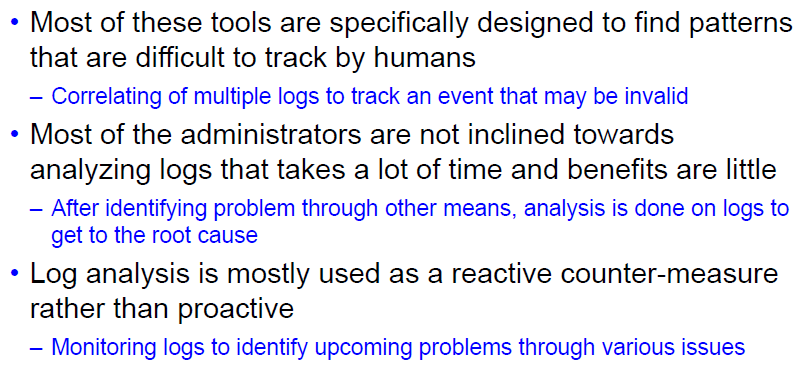 • Most of these tools are specifically designed to find patterns
that are difficult to track by humans
– Correlating of multiple logs to track an event that may be invalid
• Most of the administrators are not inclined towards
analyzing logs that takes a lot of time and benefits are little
– After identifying problem through other means, analysis is done on logs to
get to the root cause
• Log analysis is mostly used as a reactive counter-measure
rather than proactive
– Monitoring logs to identify upcoming problems through various issues